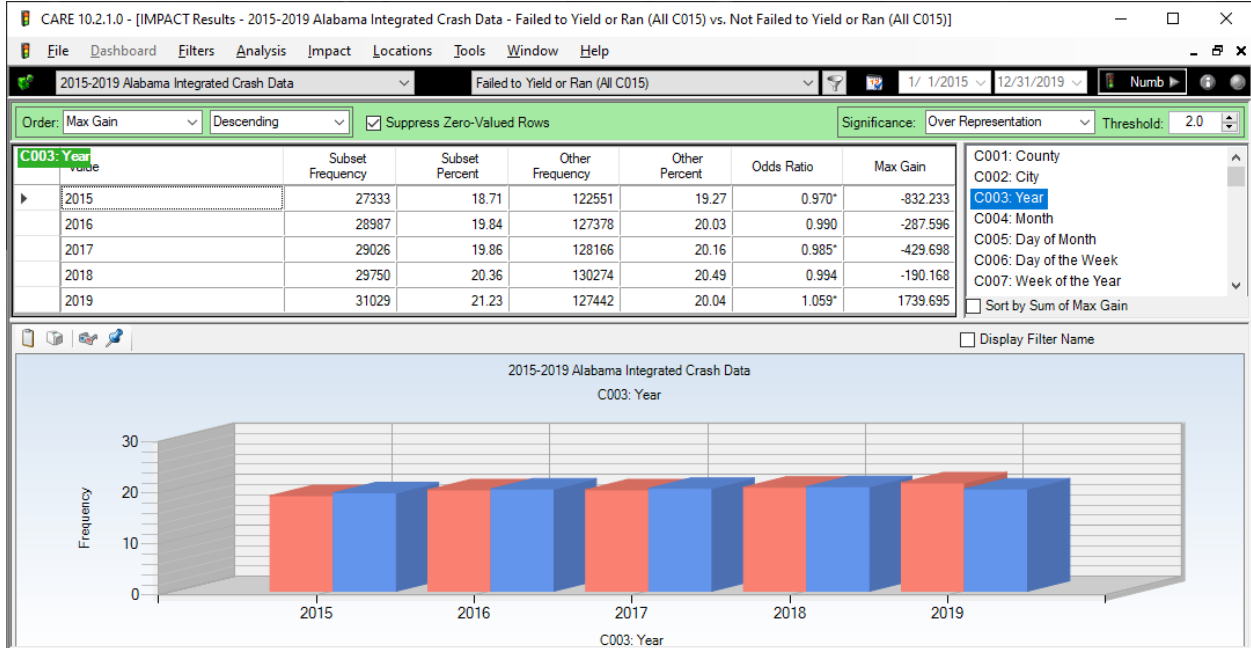 CARE 10.2.1.0 - [IMPACT Results - 2015-2019 Alabama Integrated Crash Data - Failed to Yield or Ran (All C015) vs. Not Failed to Yield or Ran (All C015)]
File Dashboard Filters Analysis Impact Locations Tools Window Help
2015-2019 Alabama Integrated Crash Data Failed to Yield or Ran (All C015) 1/ 1/2015 12/31/2019 Numb
Order: Max Gain Descending Suppress Zero-Valued Rows Significance: Over Representation Threshold: 2.0
C003: Year Value Subset Frequency Subset Percent Other Frequency Other Percent Odds Ratio Max Gain
2015 27333 18.71 122551 19.27 0.970* -832.233
2016 28987 19.84 127378 20.03 0.990 -287.596
2017 29026 19.86 128166 20.16 0.985* -429.698
2018 29750 20.36 130274 20.49 0.994 -190.168
2019 31029 21.23 127442 20.04 1.059* 1739.695
C001: County
C002: City
C003: Year
C004: Month
C005: Day of Month
C006: Day of the Week
C007: Week of the Year
Sort by Sum of Max Gain
Display Filter Name
2015-2019 Alabama Integrated Crash Data
C003: Year
Frequency
30
20
10
0
2015 2016 2017 2018 2019
C003: Year